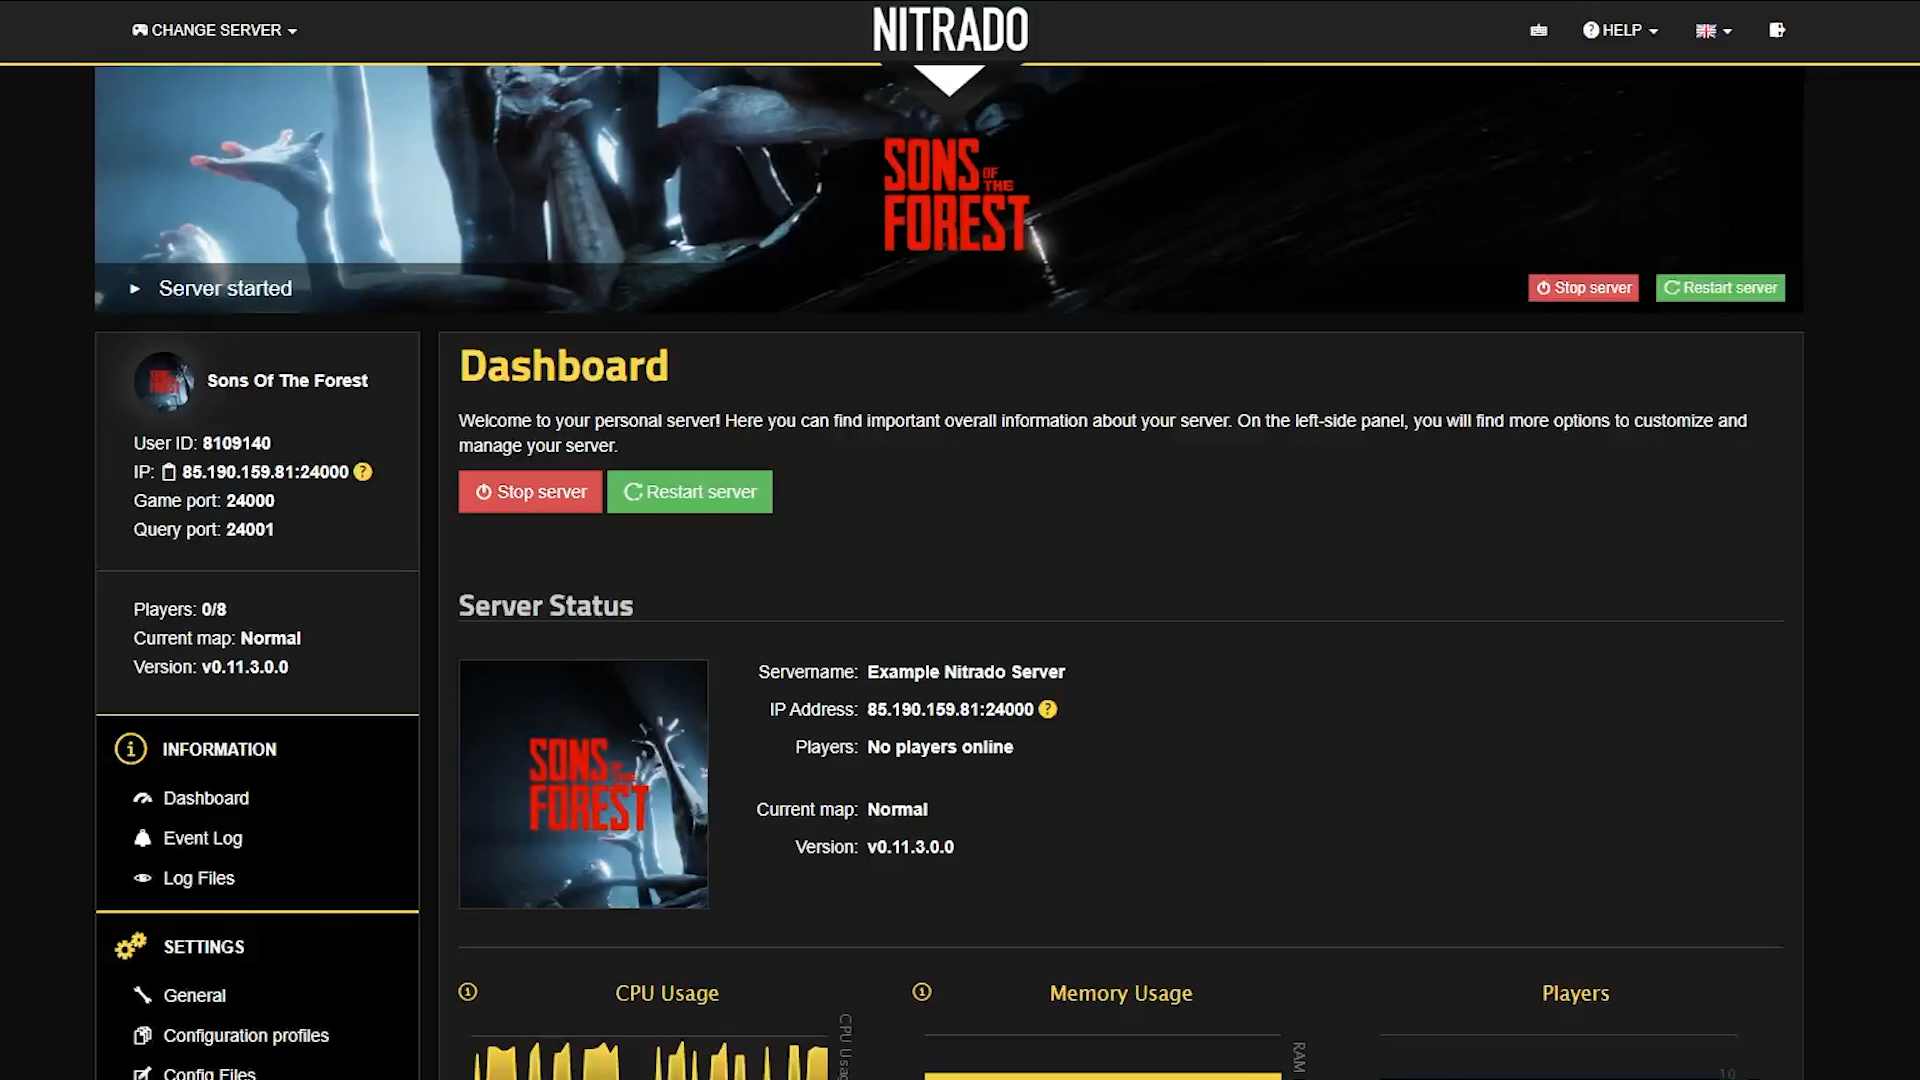 CHANGE SERVER
NITRADO
HELP
SONS OF THE FOREST
Server started
Stop server
Restart server
Sons Of The Forest
User ID: 8109140
IP: 85.190.159.81:24000 ?
Game port: 24000
Query port: 24001
Players: 0/8
Current map: Normal
Version: v0.11.3.0.0
INFORMATION
Dashboard
Event Log
Log Files
SETTINGS
General
Configuration profiles
Config Files
Dashboard
Welcome to your personal server! Here you can find important overall information about your server. On the left-side panel, you will find more options to customize and
manage your server.
Stop server
Restart server
Server Status
SONS OF THE FOREST
Servername: Example Nitrado Server
IP Address: 85.190.159.81:24000 ?
Players: No players online
Current map: Normal
Version: v0.11.3.0.0
CPU Usage
Memory Usage
Players
RAM
10